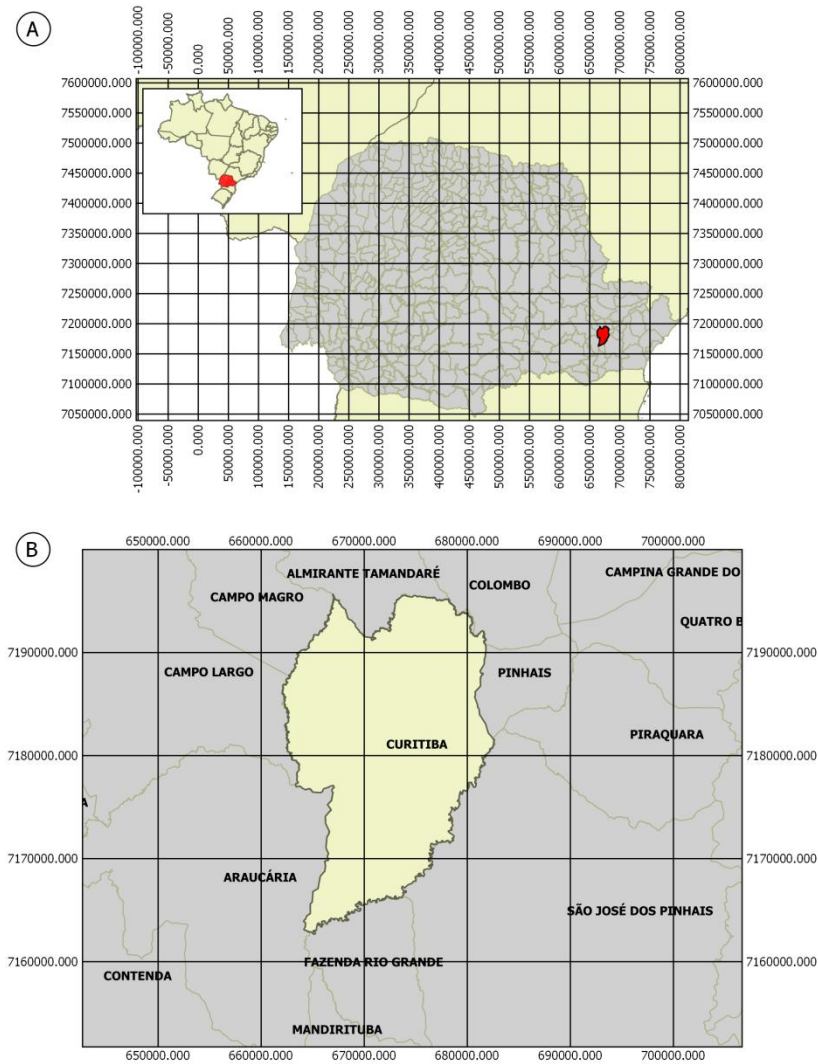 A
-100000.000
-50000.000
0.000
50000.000
100000.000
150000.000
200000.000
250000.000
300000.000
350000.000
400000.000
450000.000
500000.000
550000.000
600000.000
650000.000
700000.000
750000.000
800000.000
7600000.000 7600000.000
7550000.000 7550000.000
7500000.000 7500000.000
7450000.000 7450000.000
7400000.000 7400000.000
7350000.000 7350000.000
7300000.000 7300000.000
7250000.000 7250000.000
7200000.000 7200000.000
7150000.000 7150000.000
7100000.000 7100000.000
7050000.000 7050000.000
-100000.000
-50000.000
0.000
50000.000
100000.000
150000.000
200000.000
250000.000
300000.000
350000.000
400000.000
450000.000
500000.000
550000.000
600000.000
650000.000
700000.000
750000.000
800000.000
B
650000.000 660000.000 670000.000 680000.000 690000.000 700000.000
ALMIRANTE TAMANDARÉ
CAMPINA GRANDE DO
COLOMBO
CAMPO MAGRO
QUATRO B
7190000.000 7190000.000
CAMPO LARGO
PINHAIS
PIRAQUARA
CURITIBA
7180000.000 7180000.000
A
7170000.000 7170000.000
ARAUCÁRIA
SÃO JOSÉ DOS PINHAIS
7160000.000 7160000.000
FAZENDA RIO GRANDE
CONTENDA
MANDIRITUBA
650000.000 660000.000 670000.000 680000.000 690000.000 700000.000